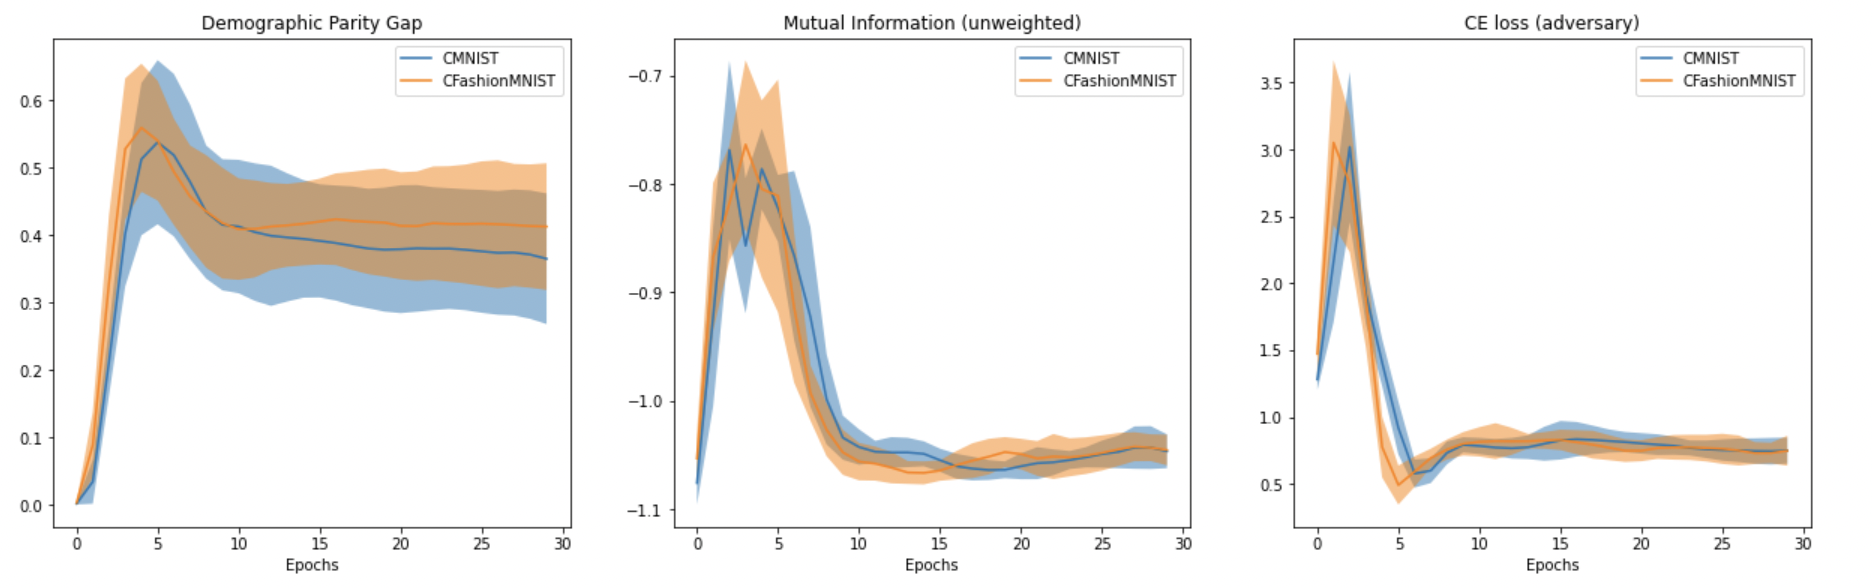 Demographic Parity Gap
CMNIST
CFashionMNIST
0.6
0.5
0.4
0.3
0.2
0.1
0.0
0 5 10 15 20 25 30
Epochs
Mutual Information (unweighted)
CMNIST
CFashionMNIST
−0.7
−0.8
−0.9
−1.0
−1.1
0 5 10 15 20 25 30
Epochs
CE loss (adversary)
CMNIST
CFashionMNIST
3.5
3.0
2.5
2.0
1.5
1.0
0.5
0 5 10 15 20 25 30
Epochs